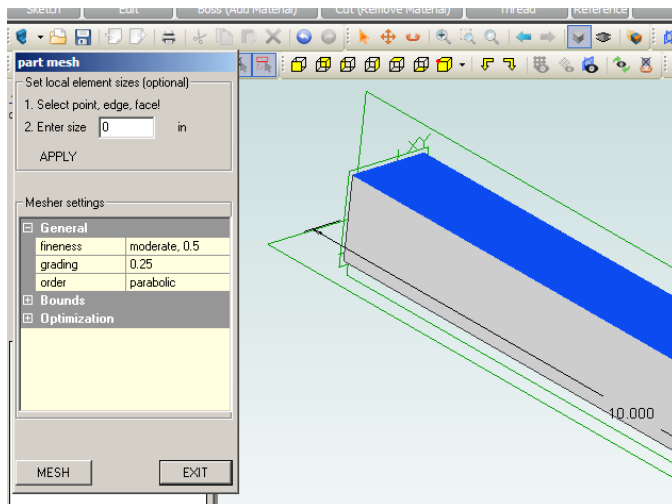 Sketch Edit Boss (Add Material) Cut (Remove Material) Thread Reference
part mesh
Set local element sizes (optional)
1. Select point, edge, face!
2. Enter size 0 in
APPLY
Mesher settings
General
fineness moderate, 0.5
grading 0.25
order parabolic
Bounds
Optimization
MESH EXIT
XY
10.000